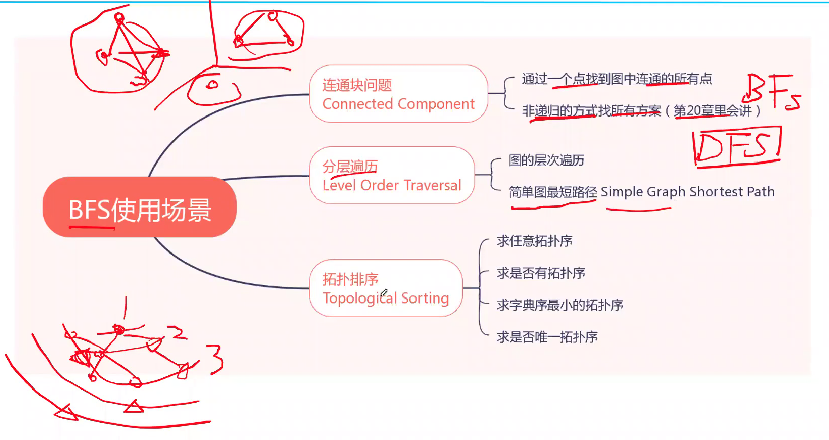 BFS使用场景
连通块问题
Connected Component
通过一个点找到图中连通的所有点
非递归的方式找所有方案（第20章里会讲）
BFS
DFS
分层遍历
Level Order Traversal
图的层次遍历
简单图最短路径 Simple Graph Shortest Path
拓扑排序
Topological Sorting
求任意拓扑序
求是否有拓扑序
求字典序最小的拓扑序
求是否唯一拓扑序
1
2
3